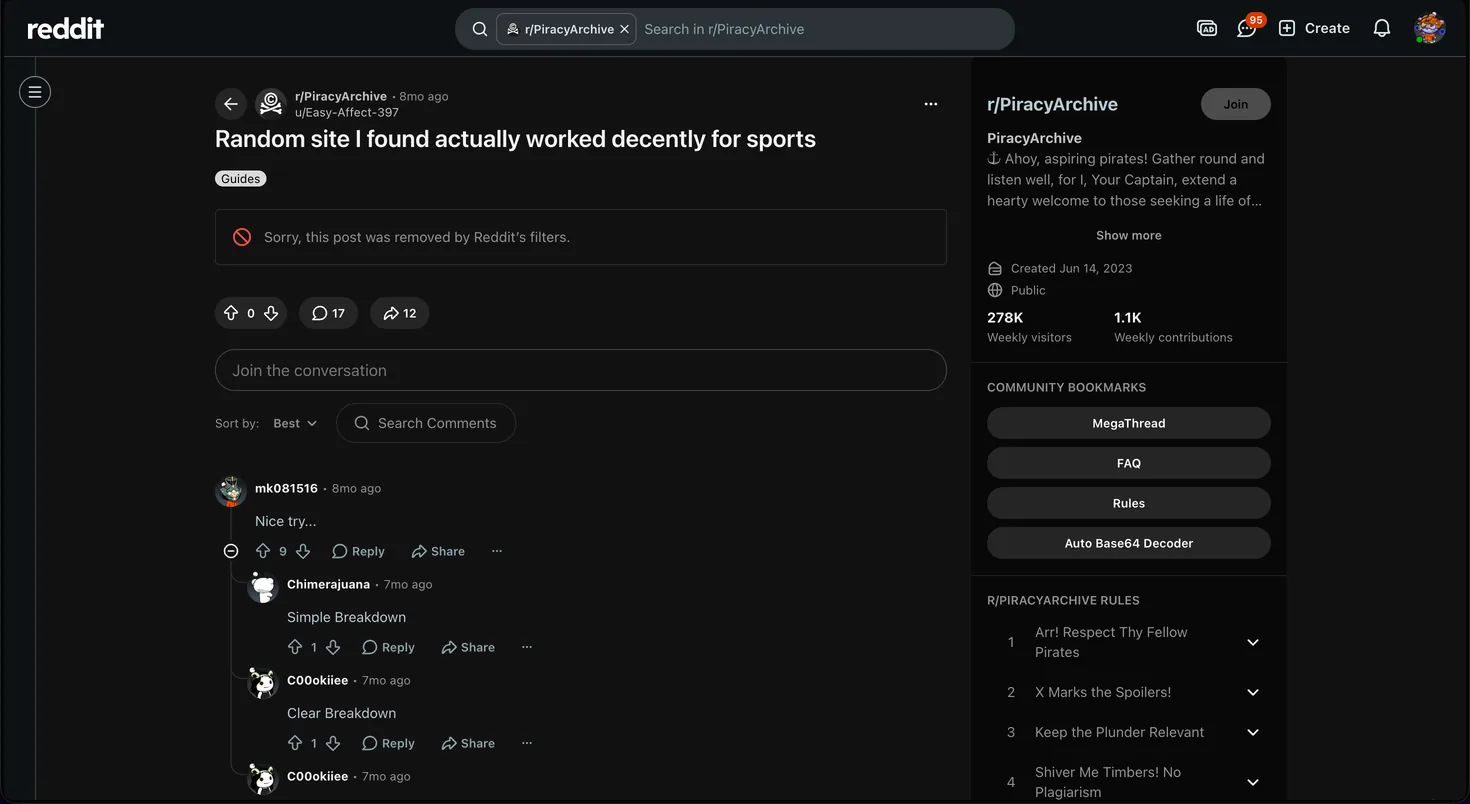 reddit
r/PiracyArchive
Search in r/PiracyArchive
AD
95
Create
r/PiracyArchive • 8mo ago
u/Easy-Affect-397
Random site I found actually worked decently for sports
Guides
Sorry, this post was removed by Reddit's filters.
0
17
12
Join the conversation
Sort by:
Best
Search Comments
mk081516 • 8mo ago
Nice try...
9
Reply
Share
Chimerajuana • 7mo ago
Simple Breakdown
1
Reply
Share
C00okiiee • 7mo ago
Clear Breakdown
1
Reply
Share
C00okiiee • 7mo ago
r/PiracyArchive
Join
PiracyArchive
⚓ Ahoy, aspiring pirates! Gather round and
listen well, for I, Your Captain, extend a
hearty welcome to those seeking a life of...
Show more
Created Jun 14, 2023
Public
278K
Weekly visitors
1.1K
Weekly contributions
COMMUNITY BOOKMARKS
MegaThread
FAQ
Rules
Auto Base64 Decoder
R/PIRACYARCHIVE RULES
1
Arr! Respect Thy Fellow
Pirates
2
X Marks the Spoilers!
3
Keep the Plunder Relevant
4
Shiver Me Timbers! No
Plagiarism